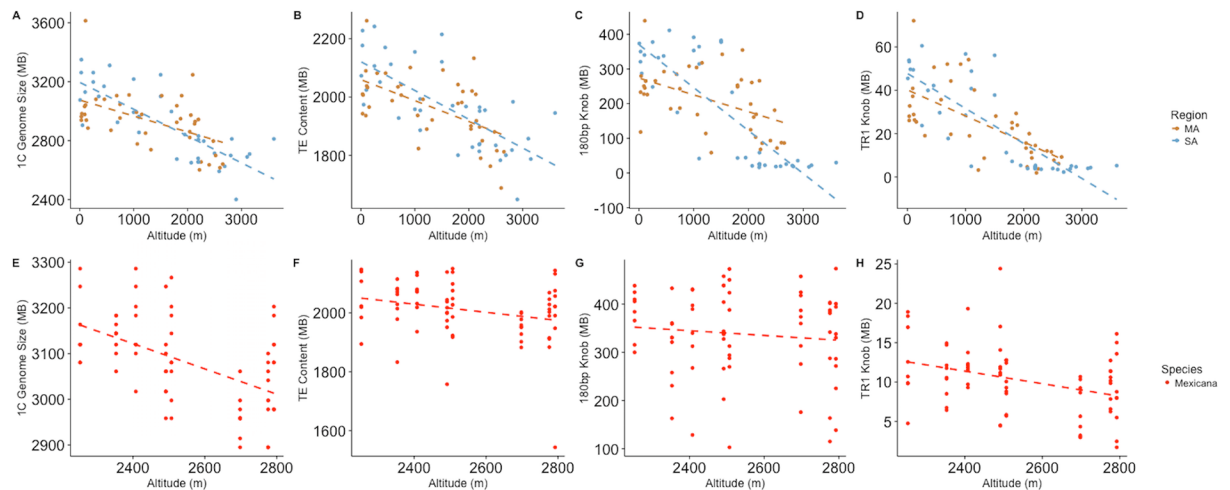 A
1C Genome Size (MB)
3600
3200
2800
2400
0
1000
2000
3000
Altitude (m)
B
TE Content (MB)
2200
2000
1800
0
1000
2000
3000
Altitude (m)
C
180bp Knob (MB)
400
300
200
100
0
-100
0
1000
2000
3000
Altitude (m)
D
TR1 Knob (MB)
60
40
20
0
0
1000
2000
3000
Altitude (m)
Region
MA
SA
E
1C Genome Size (MB)
3300
3200
3100
3000
2900
2400
2600
2800
Altitude (m)
F
TE Content (MB)
2000
1800
1600
2400
2600
2800
Altitude (m)
G
180bp Knob (MB)
400
300
200
100
2400
2600
2800
Altitude (m)
H
TR1 Knob (MB)
25
20
15
10
5
2400
2600
2800
Altitude (m)
Species
Mexicana